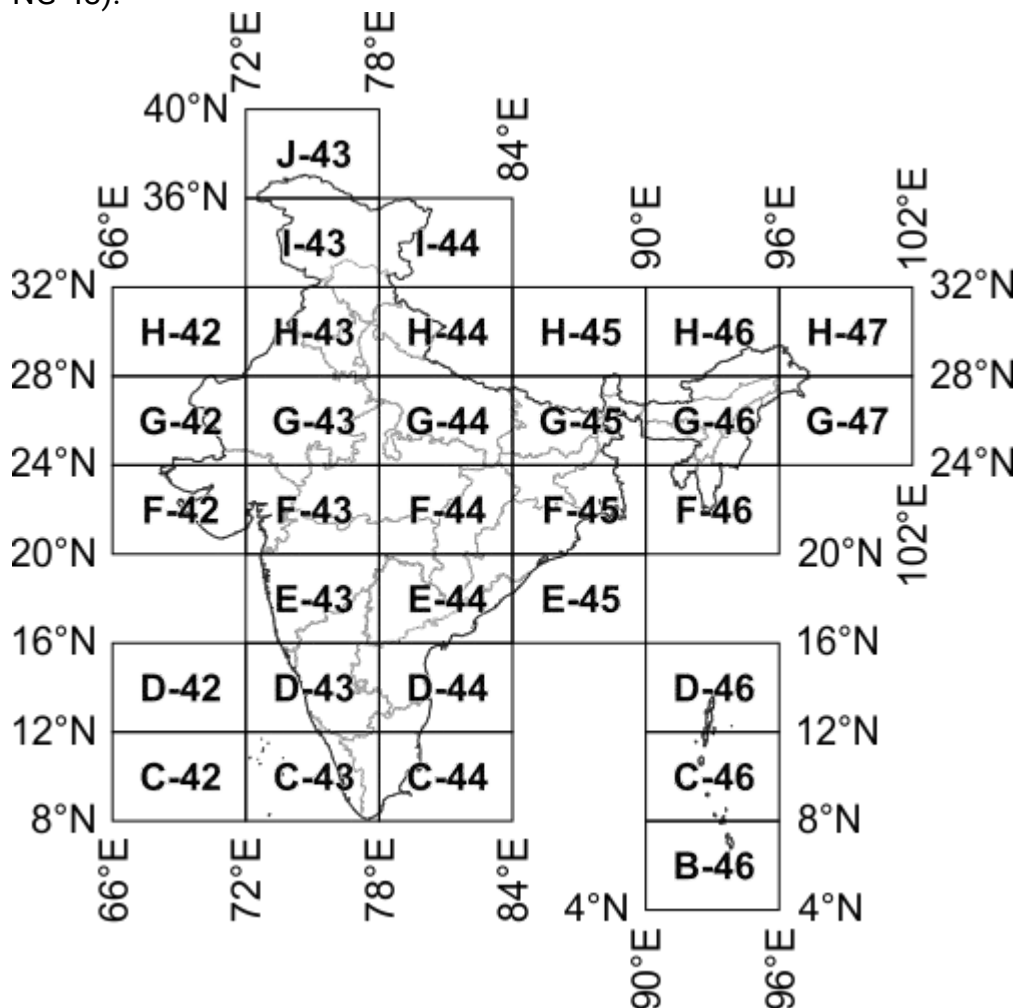 72°E 78°E
40°N
J-43
84°E
36°N
66°E I-43 I-44 90°E 96°E 102°E
32°N 32°N
H-42 H-43 H-44 H-45 H-46 H-47
28°N 28°N
G-42 G-43 G-44 G-45 G-46 G-47
24°N 24°N
F-42 F-43 F-44 F-45 F-46
102°E
20°N 20°N
E-43 E-44 E-45
16°N 16°N
D-42 D-43 D-44 D-46
12°N 12°N
C-42 C-43 C-44 C-46
8°N 8°N
66°E 72°E 78°E 84°E
B-46
4°N 4°N
90°E 96°E